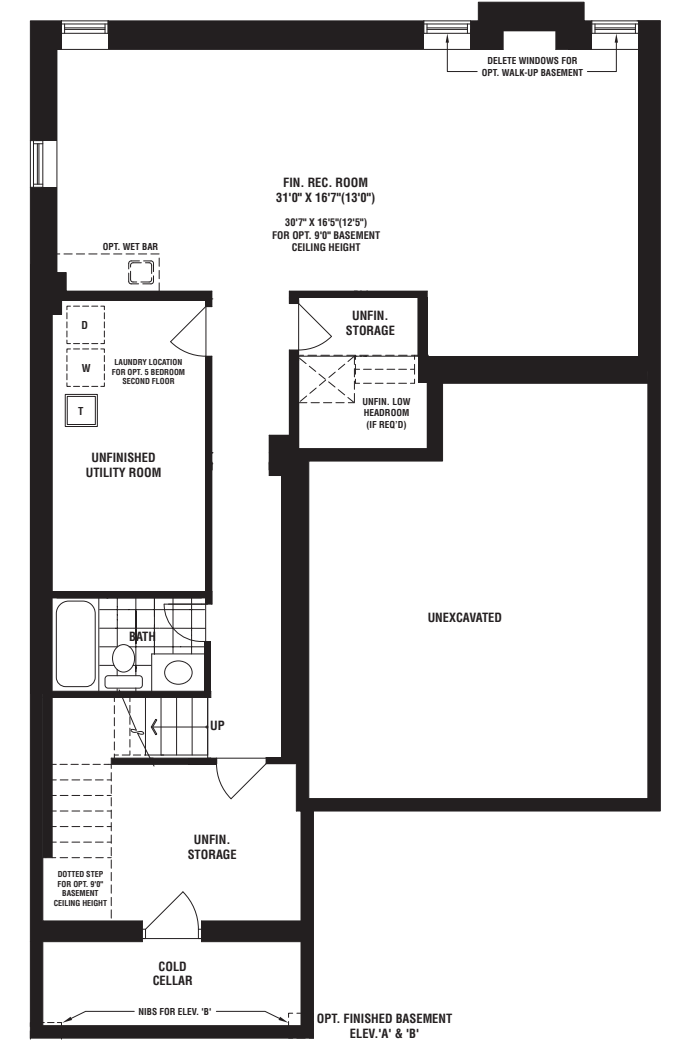 DELETE WINDOWS FOR
OPT. WALK-UP BASEMENT
FIN. REC. ROOM
31'0" X 16'7"(13'0")
30'7" X 16'5"(12'5")
FOR OPT. 9'0" BASEMENT
CEILING HEIGHT
OPT. WET BAR
D
W
T
LAUNDRY LOCATION
FOR OPT. 5 BEDROOM
SECOND FLOOR
UNFIN.
STORAGE
UNFIN. LOW
HEADROOM
(IF REQ'D)
UNFINISHED
UTILITY ROOM
UNEXCAVATED
BATH
UP
UNFIN.
STORAGE
DOTTED STEP
FOR OPT. 9'0"
BASEMENT
CEILING HEIGHT
COLD
CELLAR
NIBS FOR ELEV. 'B'
OPT. FINISHED BASEMENT
ELEV.'A' & 'B'